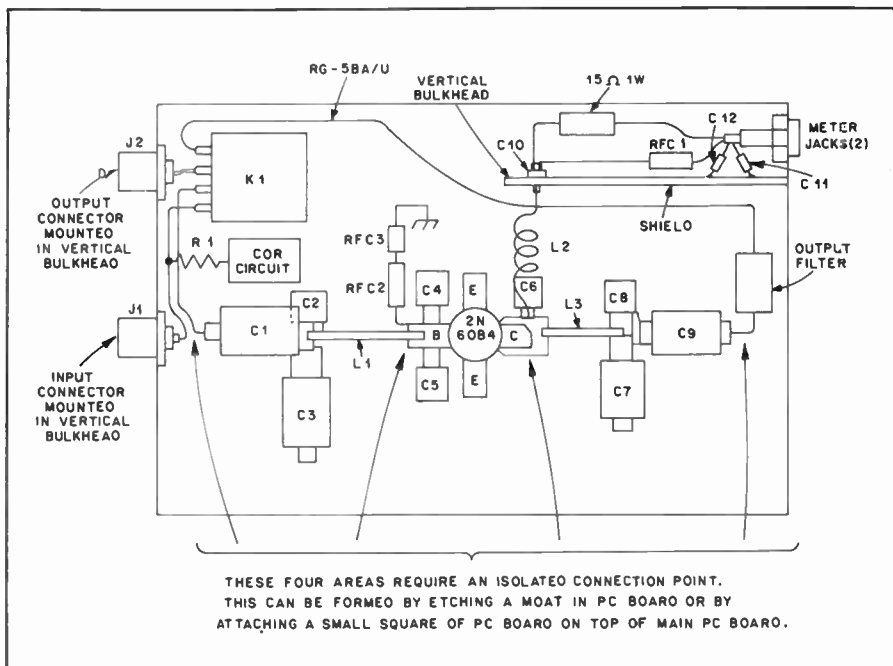 RG-58A/U
VERTICAL
BULKHEAD
15Ω 1W
C12
C10
RFC 1
METER
JACKS(2)
C11
SHIELD
J2
K1
OUTPUT
CONNECTOR
MOUNTED
IN VERTICAL
BULKHEAD
R1
COR
CIRCUIT
RFC3
RFC2
L2
OUTPUT
FILTER
J1
C1
C2
C3
L1
C4
B
C5
E
2N
6084
E
C
C6
L3
C8
C9
C7
INPUT
CONNECTOR
MOUNTED
IN VERTICAL
BULKHEAD
THESE FOUR AREAS REQUIRE AN ISOLATED CONNECTION POINT.
THIS CAN BE FORMED BY ETCHING A MOAT IN PC BOARD OR BY
ATTACHING A SMALL SQUARE OF PC BOARD ON TOP OF MAIN PC BOARD.